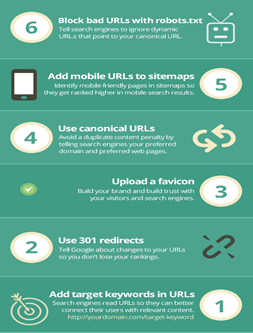 6
Block bad URLs with robots.txt
Tell search engines to ignore dynamic
URLs that point to your canonical URL.
Add mobile URLs to sitemaps
Identify mobile friendly pages in sitemaps so
they get ranked higher in mobile search results.
5
4
Use canonical URLs
Avoid a duplicate content penalty by
telling search engines your preferred
domain and preferred web pages.
Upload a favicon
Build your brand and build trust with
your visitors and search engines.
3
2
Use 301 redirects
Tell Google about changes to your URLs
so you don't lose your rankings.
Add target keywords in URLs
Search engines read URLs so they can better
connect their users with relevant content.
http://yourdomain.com/target-keyword
1